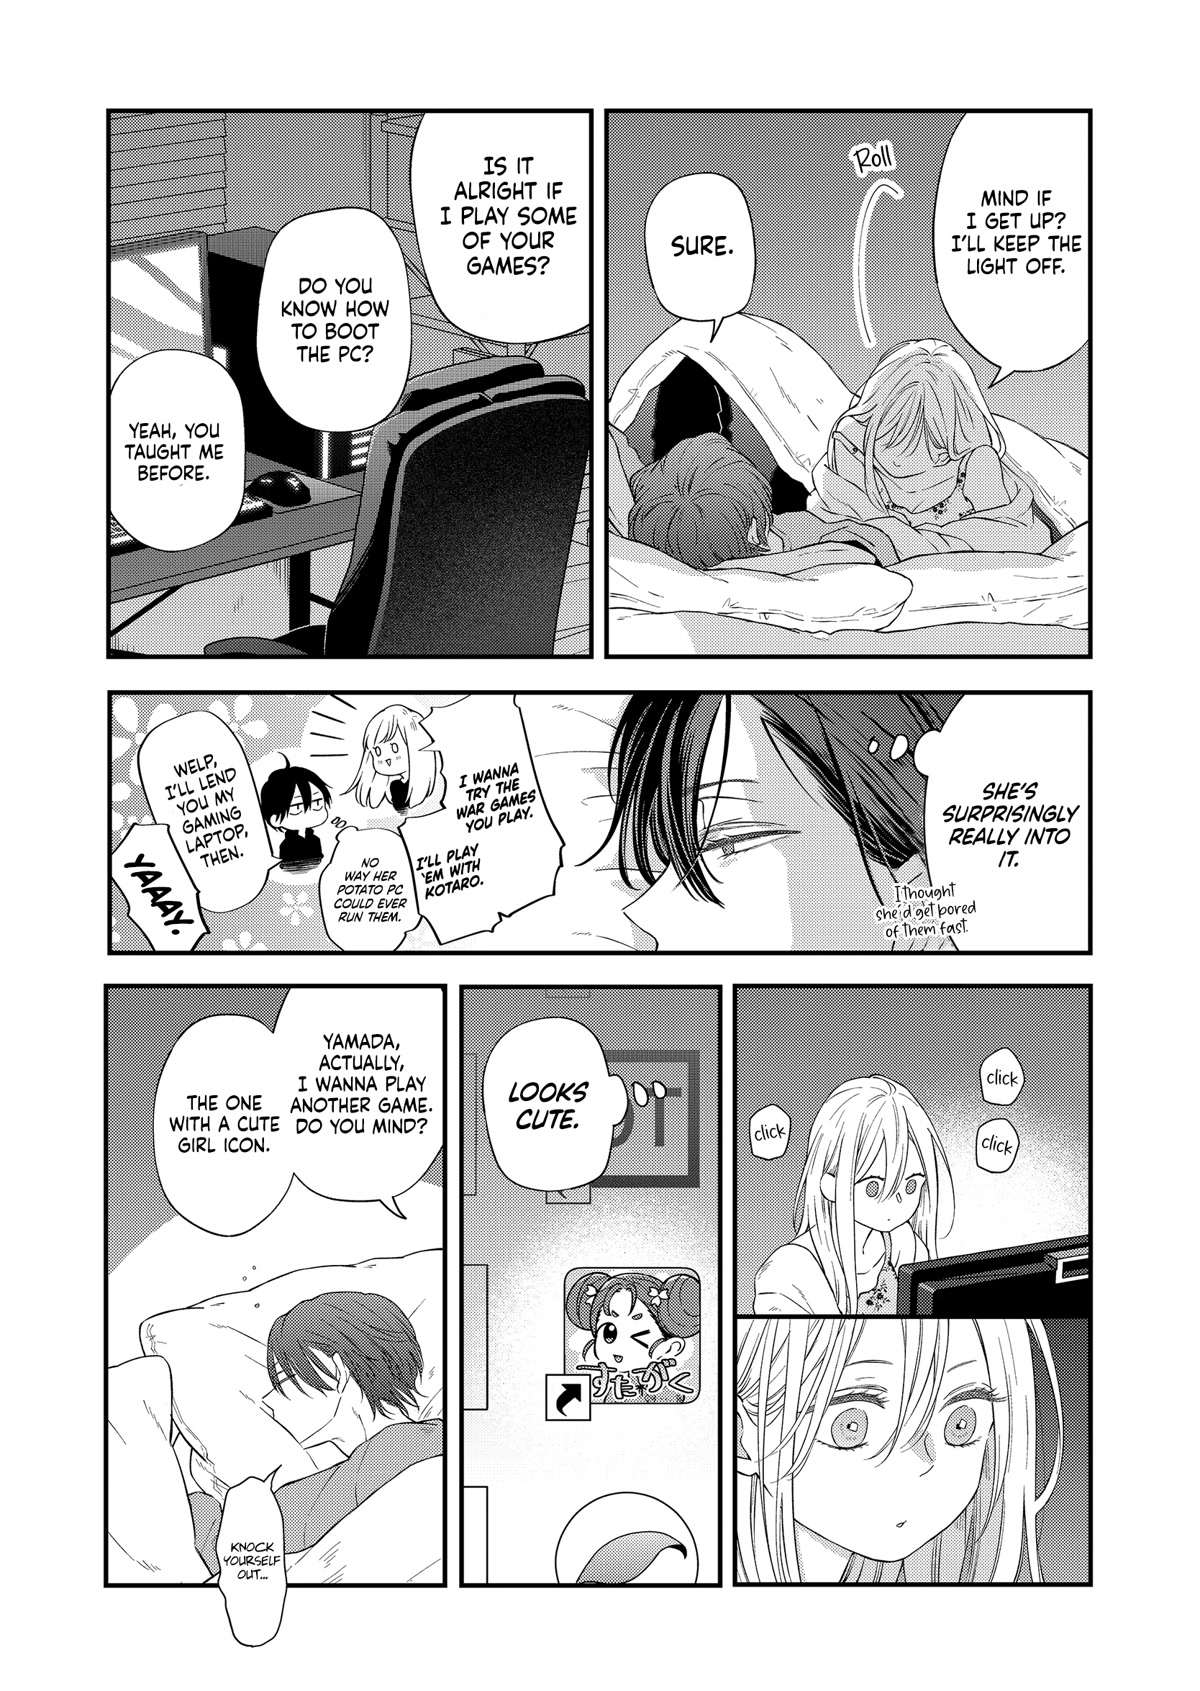 MIND IF
I GET UP?
I'LL KEEP THE
LIGHT OFF.
Roll
SURE.
IS IT
ALRIGHT IF
I PLAY SOME
OF YOUR
GAMES?
DO YOU
KNOW HOW
TO BOOT
THE PC?
YEAH, YOU
TAUGHT ME
BEFORE.
SHE'S
SURPRISINGLY
REALLY INTO
IT.
I thought
she'd get bored
of them fast.
I WANNA
TRY THE
WAR GAMES
YOU PLAY.
I'LL PLAY
'EM WITH
KOTARO.
NO
WAY HER
POTATO PC
COULD EVER
RUN THEM.
WELP,
I'LL LEND
YOU MY
GAMING
LAPTOP,
THEN.
YAAAY.
click
click
click
LOOKS
CUTE.
すた*がく
YAMADA,
ACTUALLY,
I WANNA PLAY
ANOTHER GAME.
DO YOU MIND?
THE ONE
WITH A CUTE
GIRL ICON.
KNOCK
YOURSELF
OUT...